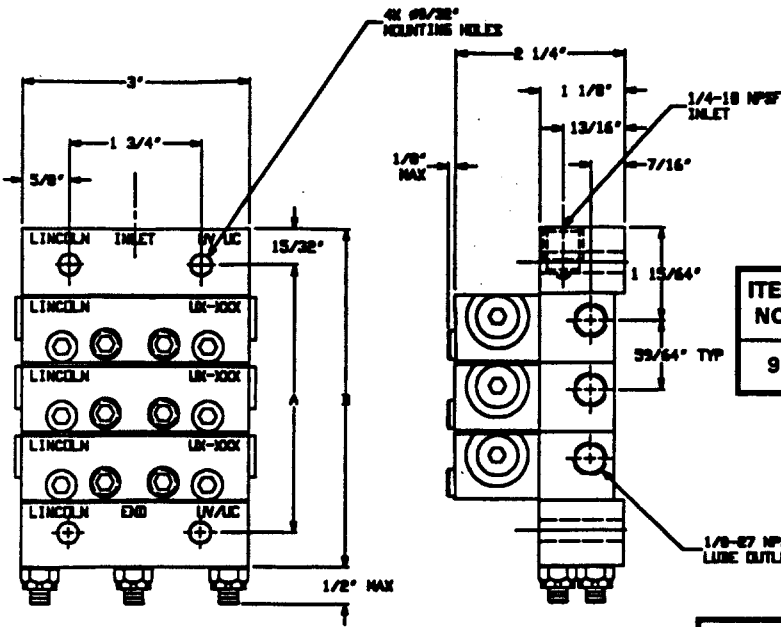 4X ø9/32"
MOUNTING HOLES
3"
1 3/4"
5/8"
LINCOLN INLET UV/UC
15/32"
LINCOLN UX-XXX
LINCOLN UX-XXX
LINCOLN UX-XXX
LINCOLN END UV/UC
A
B
1/2" MAX
2 1/4"
1 1/8"
13/16"
7/16"
1/8"
MAX
1/4-18 NPSF
INLET
1 15/64"
59/64" TYP
1/8-27
LUBE
ITE
NO
9